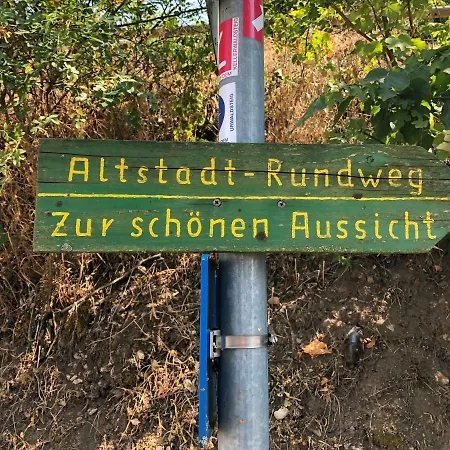 Altstadt-Rundweg
Zur schönen Aussicht